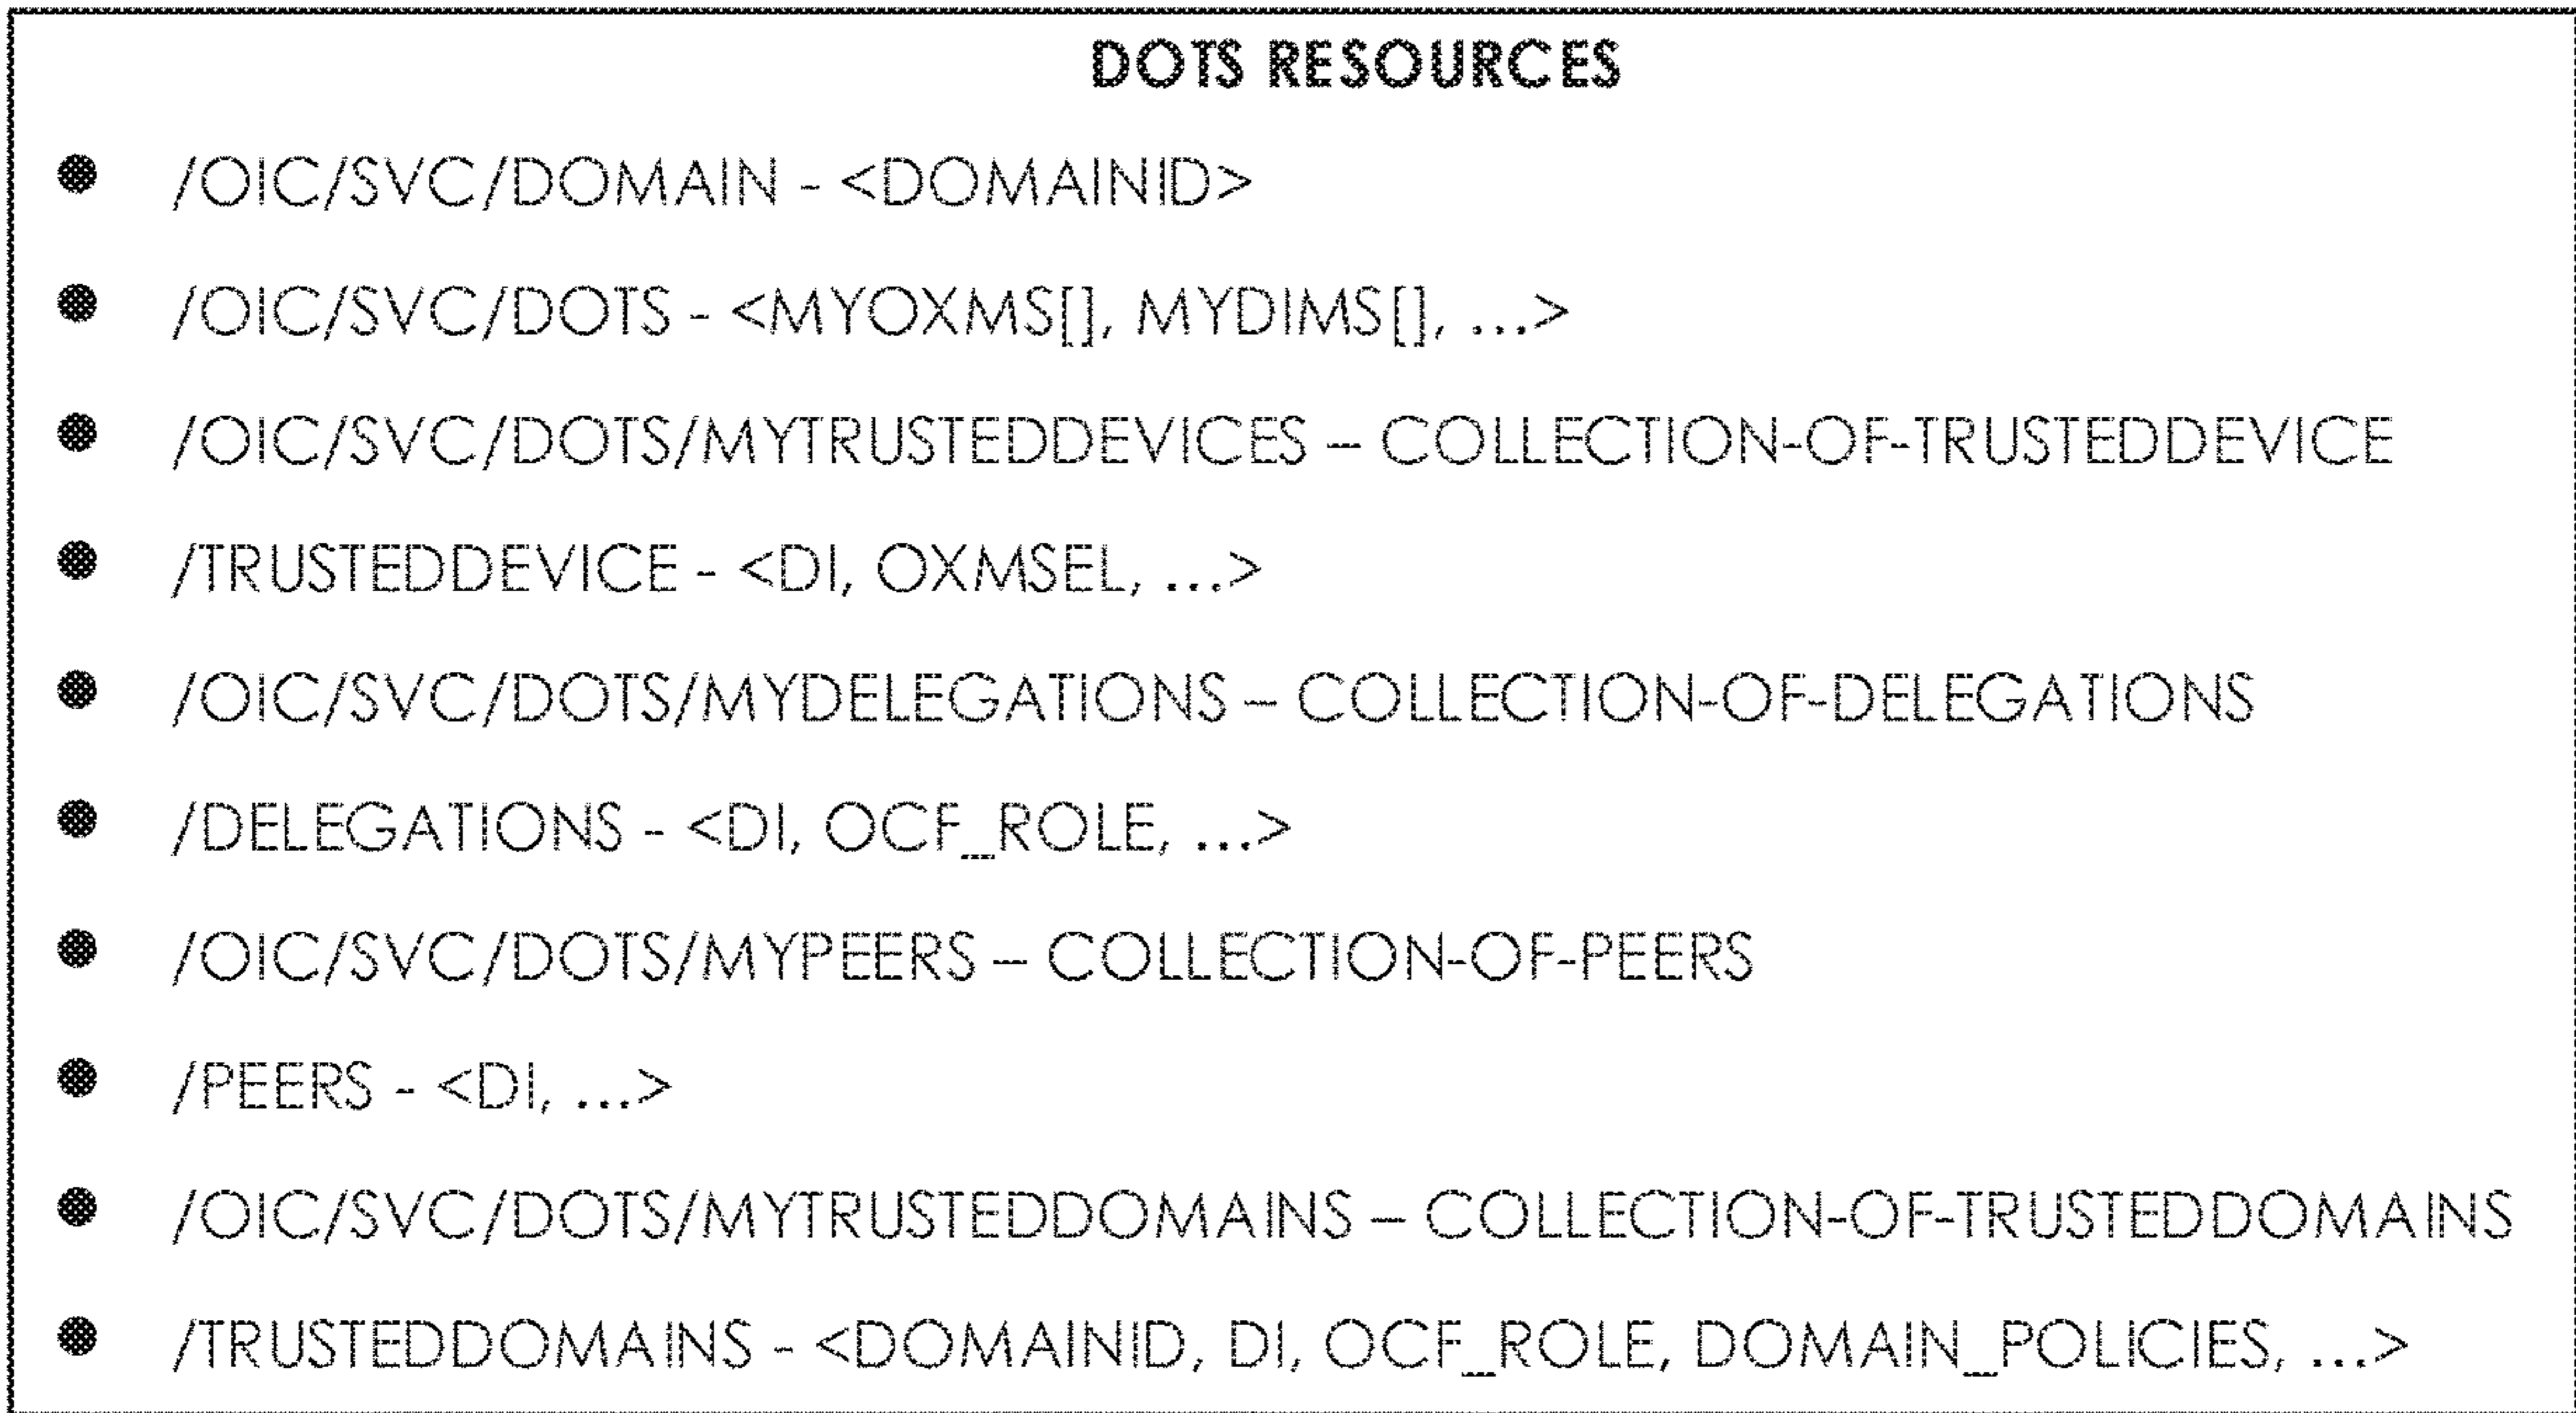 DOTS RESOURCES
● /OIC/SVC/DOMAIN - <DOMAINID>
● /OIC/SVC/DOTS - <MYOXMS[], MYDIMS[], ...>
● /OIC/SVC/DOTS/MYTRUSTEDDEVICES – COLLECTION-OF-TRUSTEDDEVICE
● /TRUSTEDDEVICE - <DI, OXMSEL, ...>
● /OIC/SVC/DOTS/MYDELEGATIONS – COLLECTION-OF-DELEGATIONS
● /DELEGATIONS - <DI, OCF_ROLE, ...>
● /OIC/SVC/DOTS/MYPEERS – COLLECTION-OF-PEERS
● /PEERS - <DI, ...>
● /OIC/SVC/DOTS/MYTRUSTEDDOMAINS – COLLECTION-OF-TRUSTEDDOMAINS
● /TRUSTEDDOMAINS - <DOMAINID, DI, OCF_ROLE, DOMAIN_POLICIES, ...>